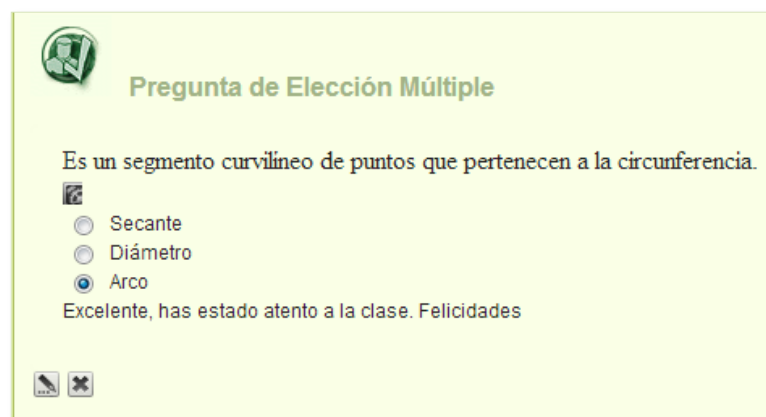 Pregunta de Elección Múltiple
Es un segmento curvilíneo de puntos que pertenecen a la circunferencia.
Secante
Diámetro
Arco
Excelente, has estado atento a la clase. Felicidades